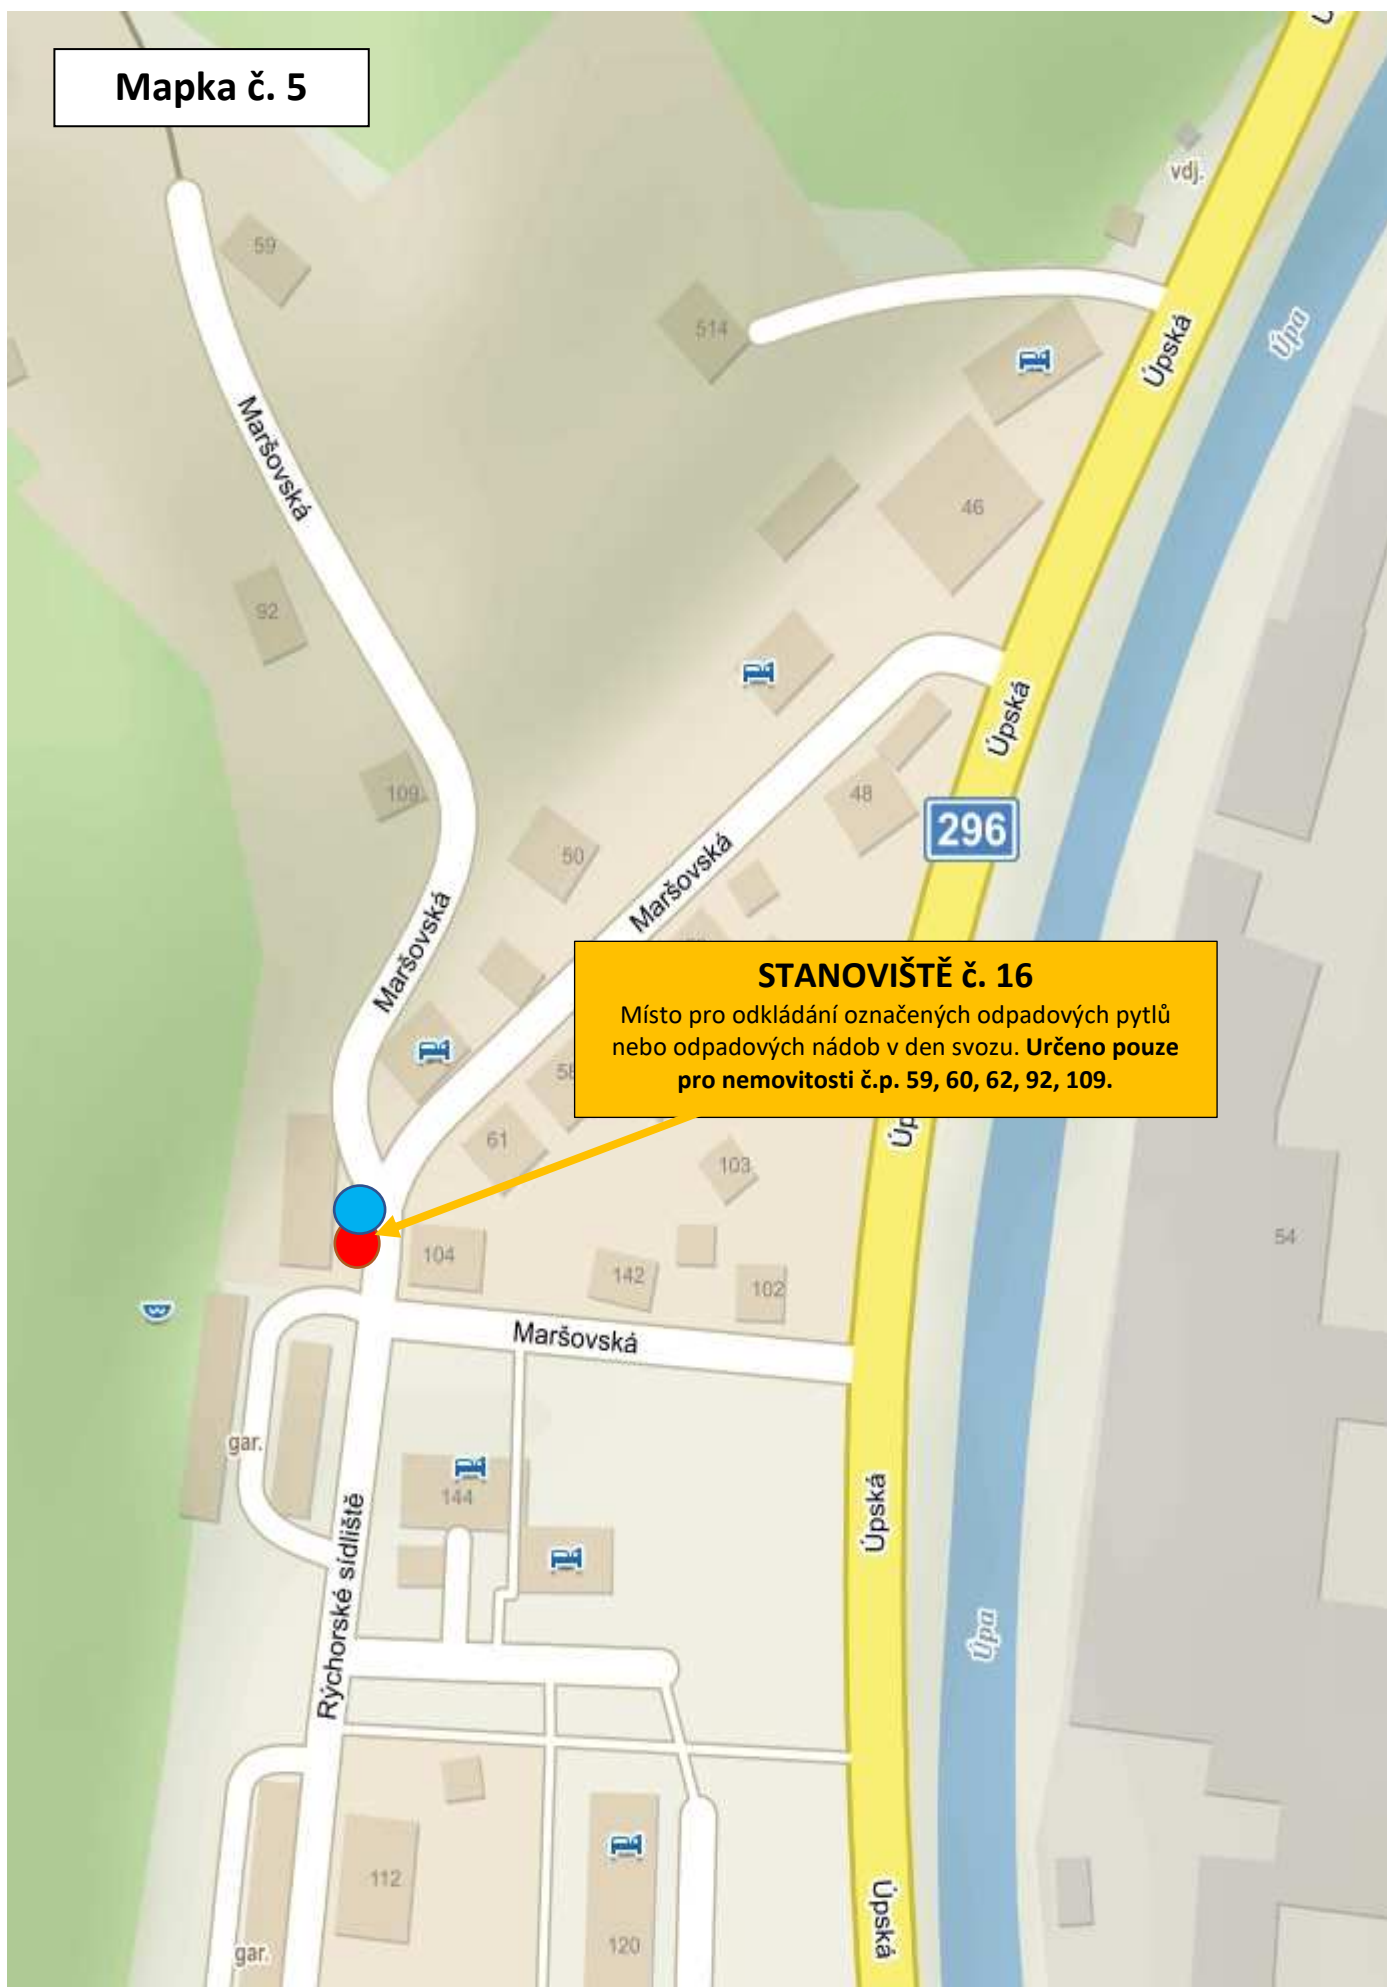 Mapka č. 5
vdj.
59
514
Úpská
Úpa
Maršovská
46
92
Úpská
109
48
296
50
Maršovská
Maršovská
STANOVIŠTĚ č. 16
Místo pro odkládání označených odpadových pytlů
nebo odpadových nádob v den svozu. Určeno pouze
pro nemovitosti č.p. 59, 60, 62, 92, 109.
58
61
103
104
142
102
54
Maršovská
gar.
144
Úpská
Rýchorské sídliště
Úpa
112
120
Úpská
gar.